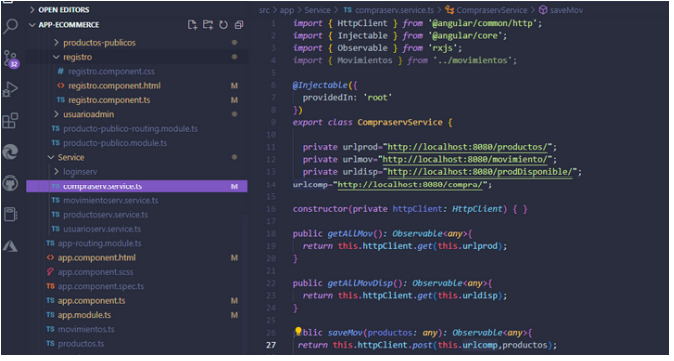 OPEN EDITORS
APP-ECOMMERCE
productos-publicos
registro
# registro.component.css
<> registro.component.html M
TS registro.component.ts M
usuarioadmin
TS producto-publico-routing.module.ts
TS producto-publico.module.ts
Service
loginserv
TS compraserv.service.ts M
TS movimientoserv.service.ts
TS productoserv.service.ts
TS usuarioserv.service.ts
TS app-routing.module.ts
<> app.component.html M
app.component.scss
TS app.component.spec.ts
TS app.component.ts M
TS app.module.ts M
TS movimientos.ts
TS productos.ts
32
src > app > Service > TS compraserv.service.ts > CompraservService > saveMov
1 import { HttpClient } from '@angular/common/http';
2 import { Injectable } from '@angular/core';
3 import { Observable } from 'rxjs';
4 import { Movimientos } from '../movimientos';
5
6 @Injectable({
7 providedIn: 'root'
8 })
9 export class CompraservService {
10
11 private urlprod="http://localhost:8080/productos/";
12 private urlmov="http://localhost:8080/movimiento/";
13 private urldisp="http://localhost:8080/prodDisponible/";
14 urlcomp="http://localhost:8080/compra/";
15
16 constructor(private httpClient: HttpClient) { }
17
18 public getALLMov(): Observable<any>{
19 return this.httpClient.get(this.urlprod);
20 }
21
22 public getALLMovDisp(): Observable<any>{
23 return this.httpClient.get(this.urldisp);
24 }
25
26 blic saveMov(productos: any): Observable<any>{
27 return this.httpClient.post(this.urlcomp,productos);